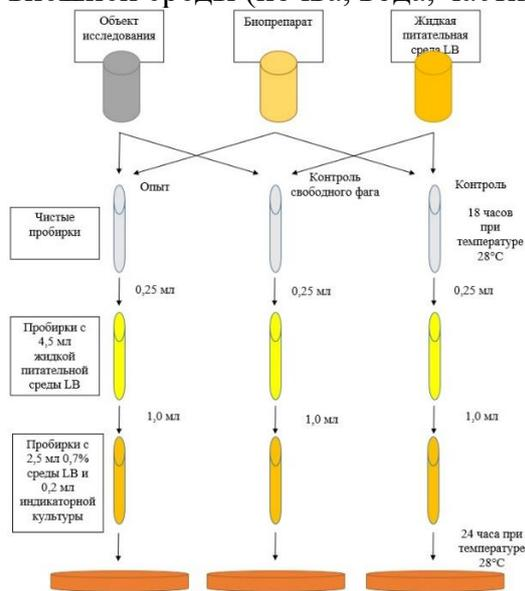 Объект
исследования
Биопрепарат
Жидкая
питательная
среда LB
Опыт
Контроль
свободного фага
Контроль
Чистые
пробирки
18 часов
при
температуре
28°С
0,25 мл
0,25 мл
0,25 мл
Пробирки с
4,5 мл
жидкой
питательной
среды LB
1,0 мл
1,0 мл
1,0 мл
Пробирки с
2,5 мл 0,7%
среды LB и
0,2 мл
индикаторной
культуры
24 часа при
температуре
28°С